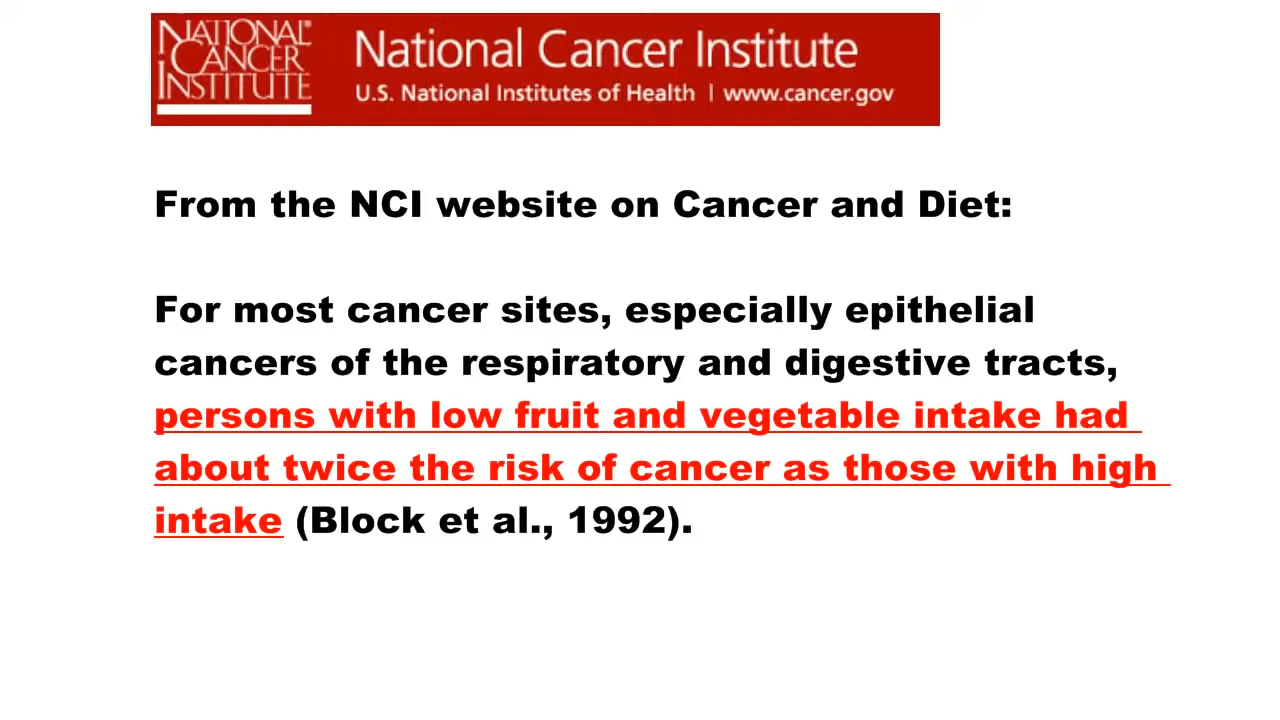 NATIONAL®
CANCER
INSTITUTE
National Cancer Institute
U.S. National Institutes of Health | www.cancer.gov
From the NCI website on Cancer and Diet:
For most cancer sites, especially epithelial
cancers of the respiratory and digestive tracts,
persons with low fruit and vegetable intake had
about twice the risk of cancer as those with high
intake (Block et al., 1992).